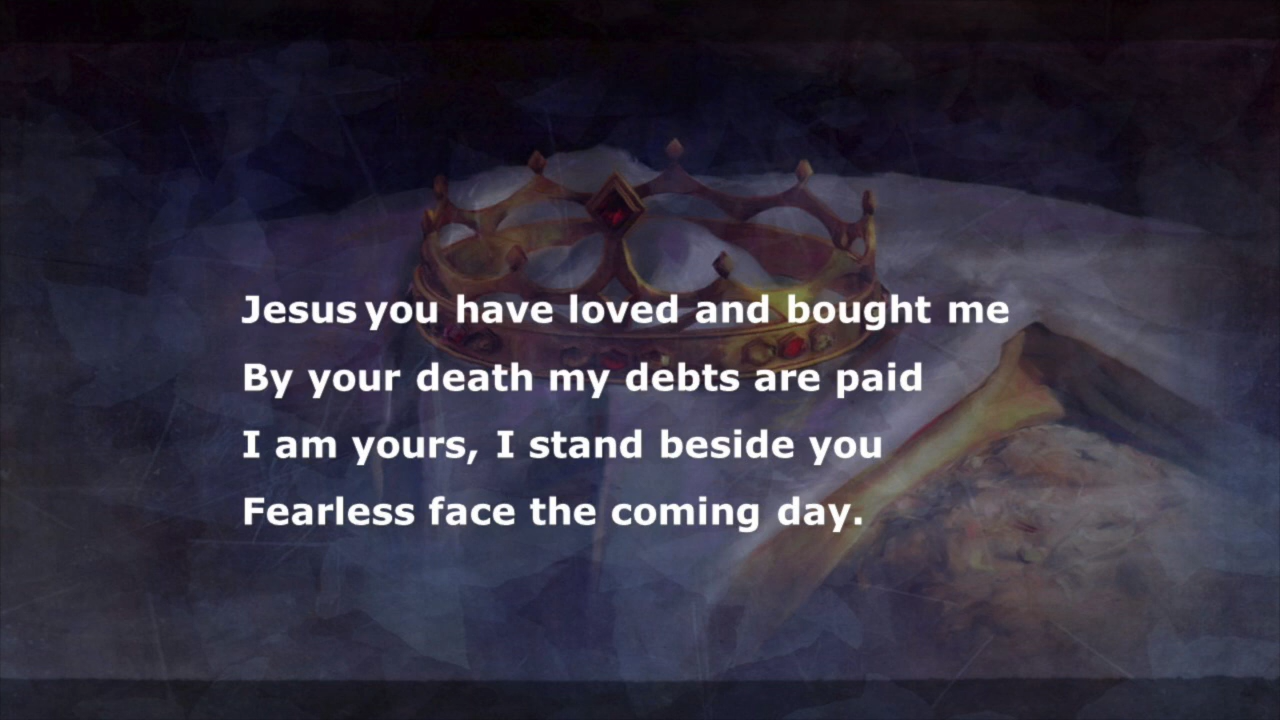 Jesus you have loved and bought me
By your death my debts are paid
I am yours, I stand beside you
Fearless face the coming day.